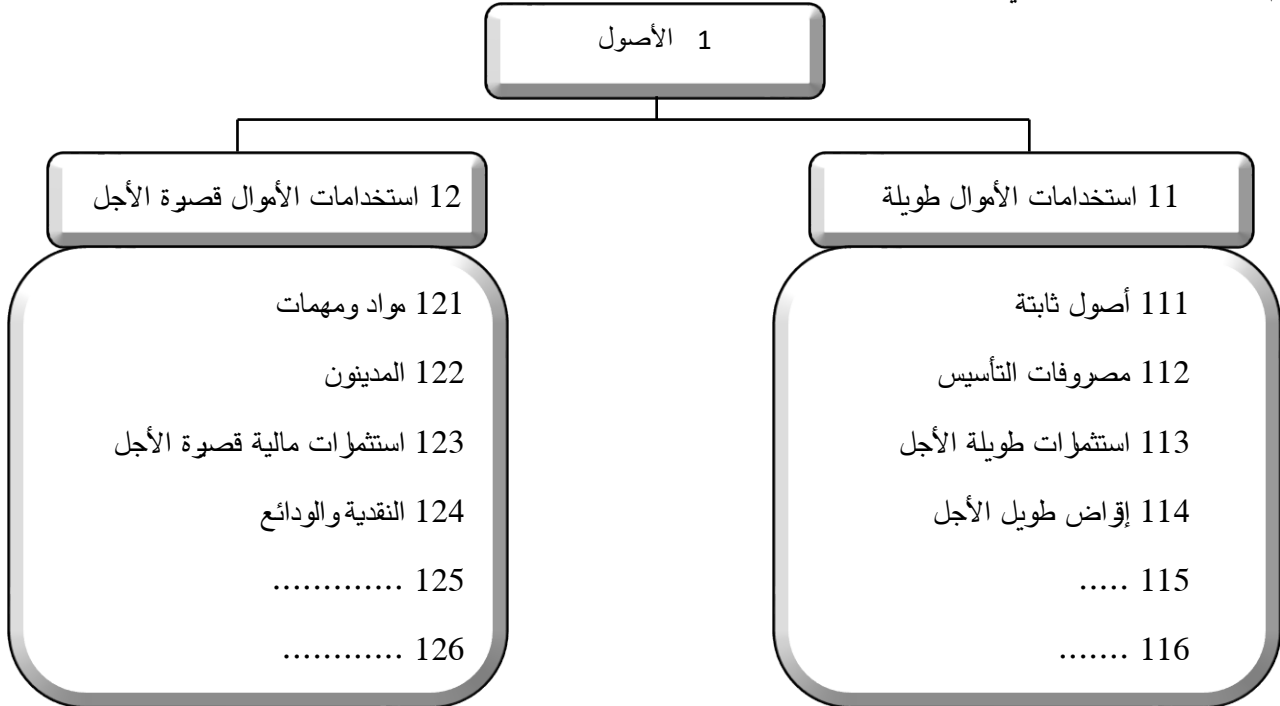 1 الأصول
11 استخدامات الأموال طويلة
111 أصول ثابتة
112 مصروفات التأسيس
113 استثمارات طويلة الأجل
114 إقراض طويل الأجل
115 .....
116 .......
12 استخدامات الأموال قصيرة الأجل
121 مواد ومهمات
122 المدينون
123 استثمارات مالية قصيرة الأجل
124 النقدية والودائع
125 .............
126 ............